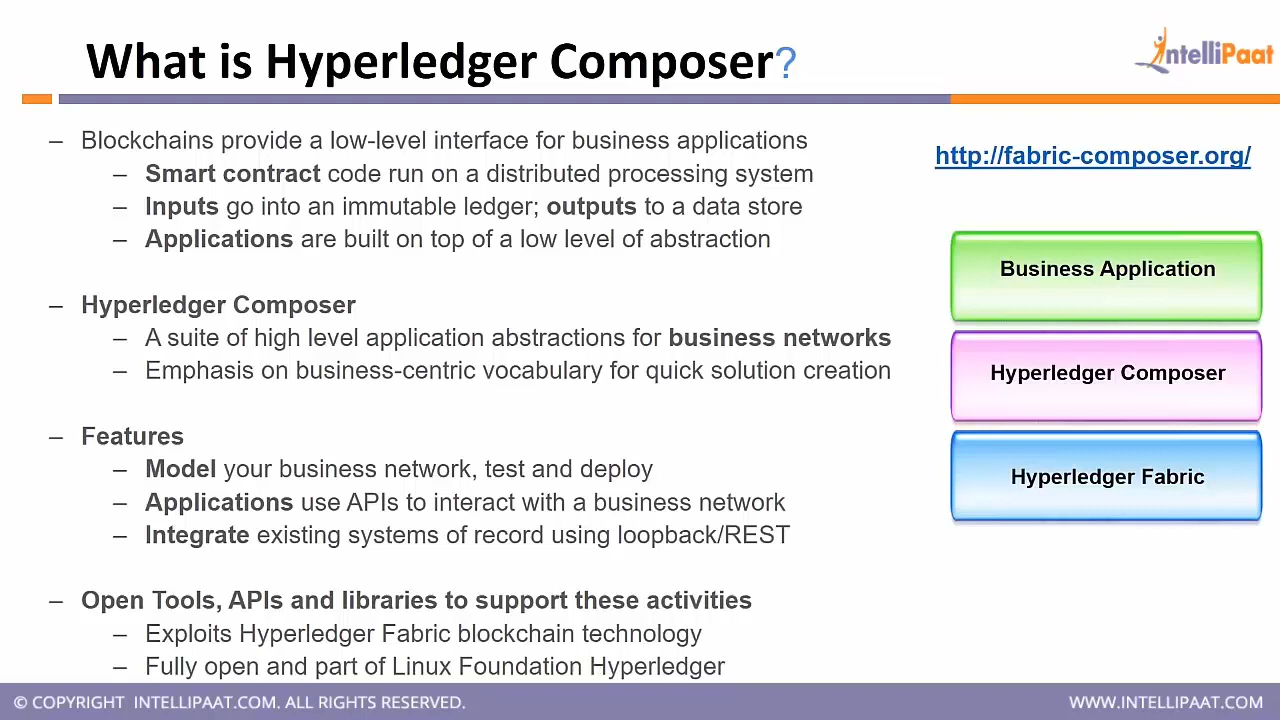 What is Hyperledger Composer?
IntelliPaat
– Blockchains provide a low-level interface for business applications
– Smart contract code run on a distributed processing system
– Inputs go into an immutable ledger; outputs to a data store
– Applications are built on top of a low level of abstraction
– Hyperledger Composer
– A suite of high level application abstractions for business networks
– Emphasis on business-centric vocabulary for quick solution creation
– Features
– Model your business network, test and deploy
– Applications use APIs to interact with a business network
– Integrate existing systems of record using loopback/REST
– Open Tools, APIs and libraries to support these activities
– Exploits Hyperledger Fabric blockchain technology
– Fully open and part of Linux Foundation Hyperledger
http://fabric-composer.org/
Business Application
Hyperledger Composer
Hyperledger Fabric
© COPYRIGHT INTELLIPAAT.COM. ALL RIGHTS RESERVED.
WWW.INTELLIPAAT.COM